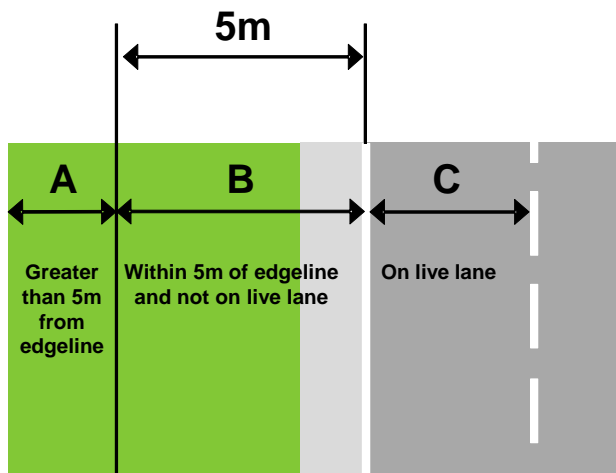 5m
A
B
C
Greater
than 5m
from
edgeline
Within 5m of edgeline
and not on live lane
On live lane